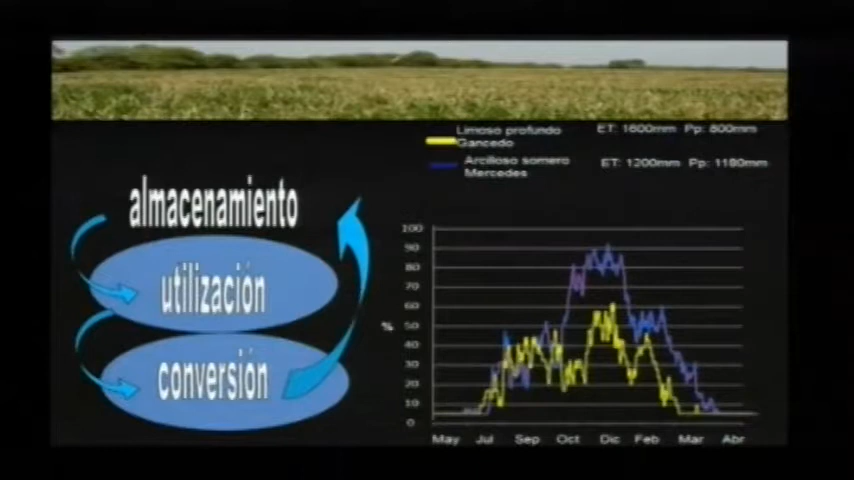 Limoso profundo ET: 1600mm Pp: 800mm
Gancedo
Arcilloso somero ET: 1200mm Pp: 1180mm
Mercedes
almacenamiento
utilización
conversión
%
100
90
80
70
60
50
40
30
20
10
0
May Jul Sep Oct Dic Feb Mar Abr